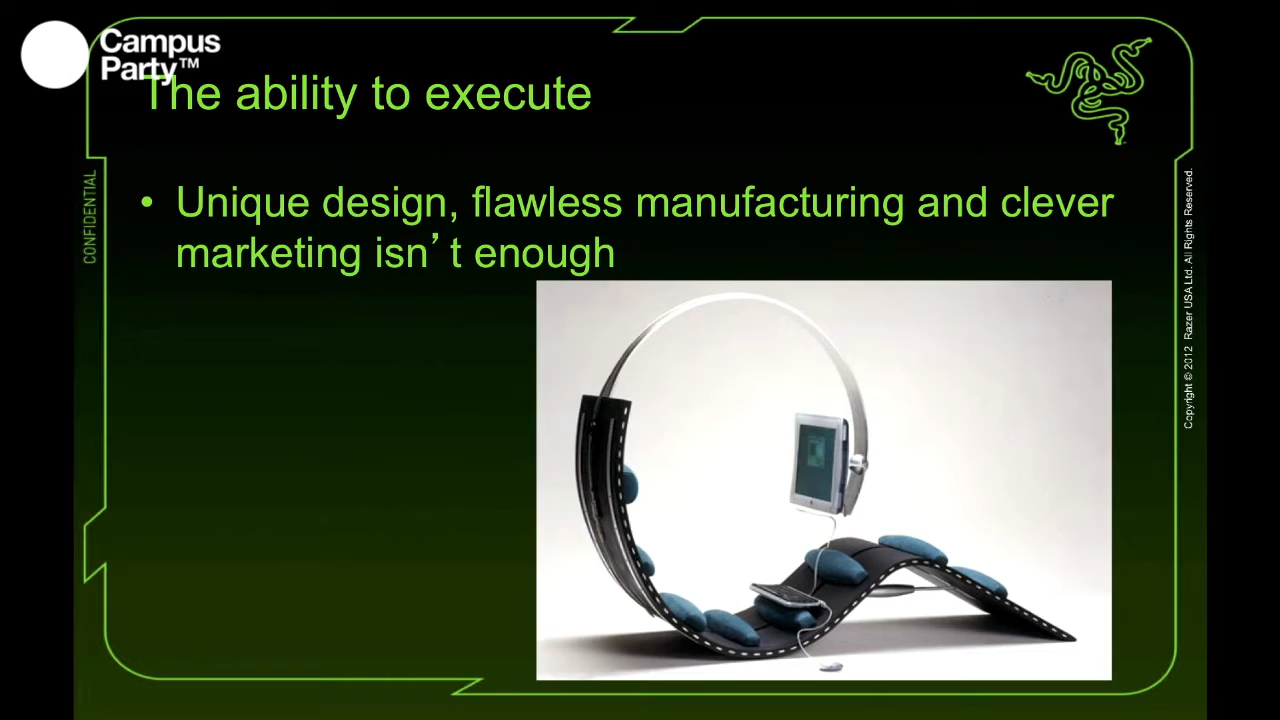 Campus
Party™
The ability to execute
• Unique design, flawless manufacturing and clever
marketing isn’t enough
CONFIDENTIAL
Copyright © 2012 Razer USA Ltd. All Rights Reserved.